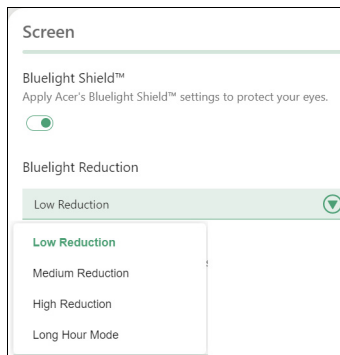 Screen
Bluelight Shield™
Apply Acer's Bluelight Shield™ settings to protect your eyes.
Bluelight Reduction
Low Reduction
Low Reduction
Medium Reduction
High Reduction
Long Hour Mode